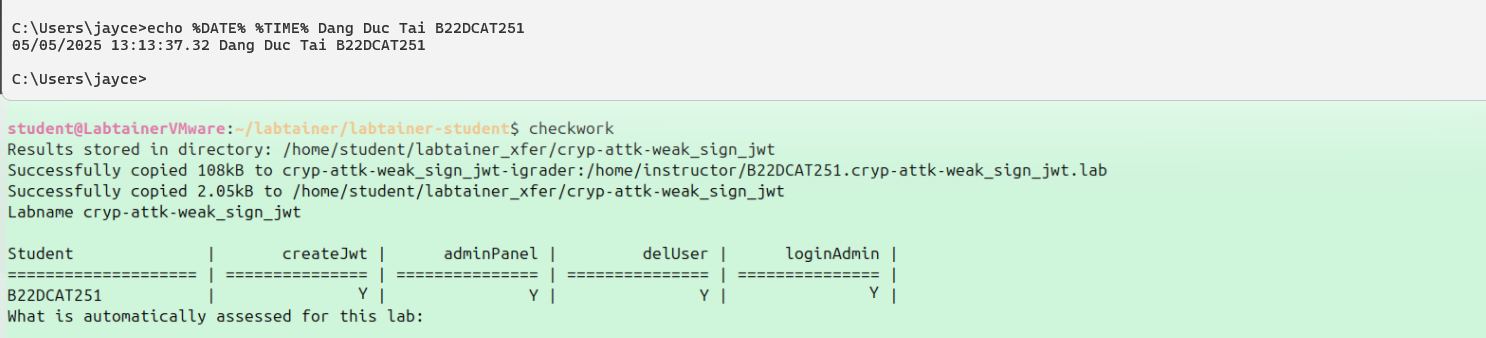 C:\Users\jayce>echo %DATE% %TIME% Dang Duc Tai B22DCAT251
05/05/2025 13:13:37.32 Dang Duc Tai B22DCAT251
C:\Users\jayce>
student@LabtainerVMware:~/labtainer/labtainer-student$ checkwork
Results stored in directory: /home/student/labtainer_xfer/cryp-attk-weak_sign_jwt
Successfully copied 108kB to cryp-attk-weak_sign_jwt-igrader:/home/instructor/B22DCAT251.cryp-attk-weak_sign_jwt.lab
Successfully copied 2.05kB to /home/student/labtainer_xfer/cryp-attk-weak_sign_jwt
Labname cryp-attk-weak_sign_jwt
Student | createJwt | adminPanel | delUser | loginAdmin |
==================== | =============== | =============== | =============== | =============== |
B22DCAT251 | Y | Y | Y | Y |
What is automatically assessed for this lab: